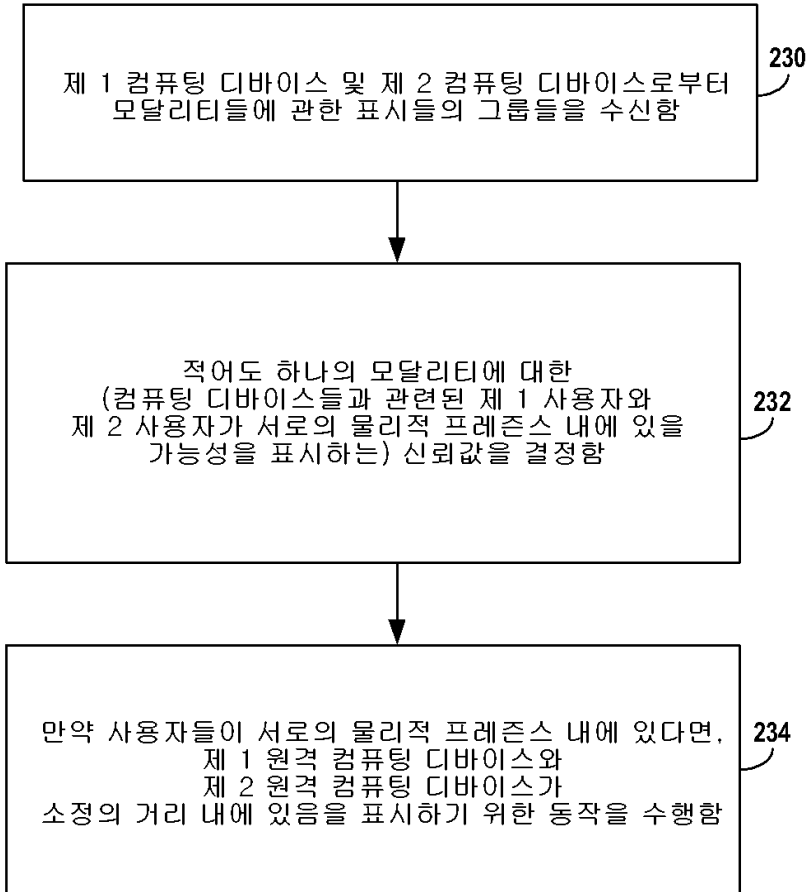 제 1 컴퓨팅 디바이스 및 제 2 컴퓨팅 디바이스로부터
모달리티들에 관한 표시들의 그룹들을 수신함
230
적어도 하나의 모달리티에 대한
(컴퓨팅 디바이스들과 관련된 제 1 사용자와
제 2 사용자가 서로의 물리적 프레즌스 내에 있을
가능성을 표시하는) 신뢰값을 결정함
232
만약 사용자들이 서로의 물리적 프레즌스 내에 있다면,
제 1 원격 컴퓨팅 디바이스와
제 2 원격 컴퓨팅 디바이스가
소정의 거리 내에 있음을 표시하기 위한 동작을 수행함
234